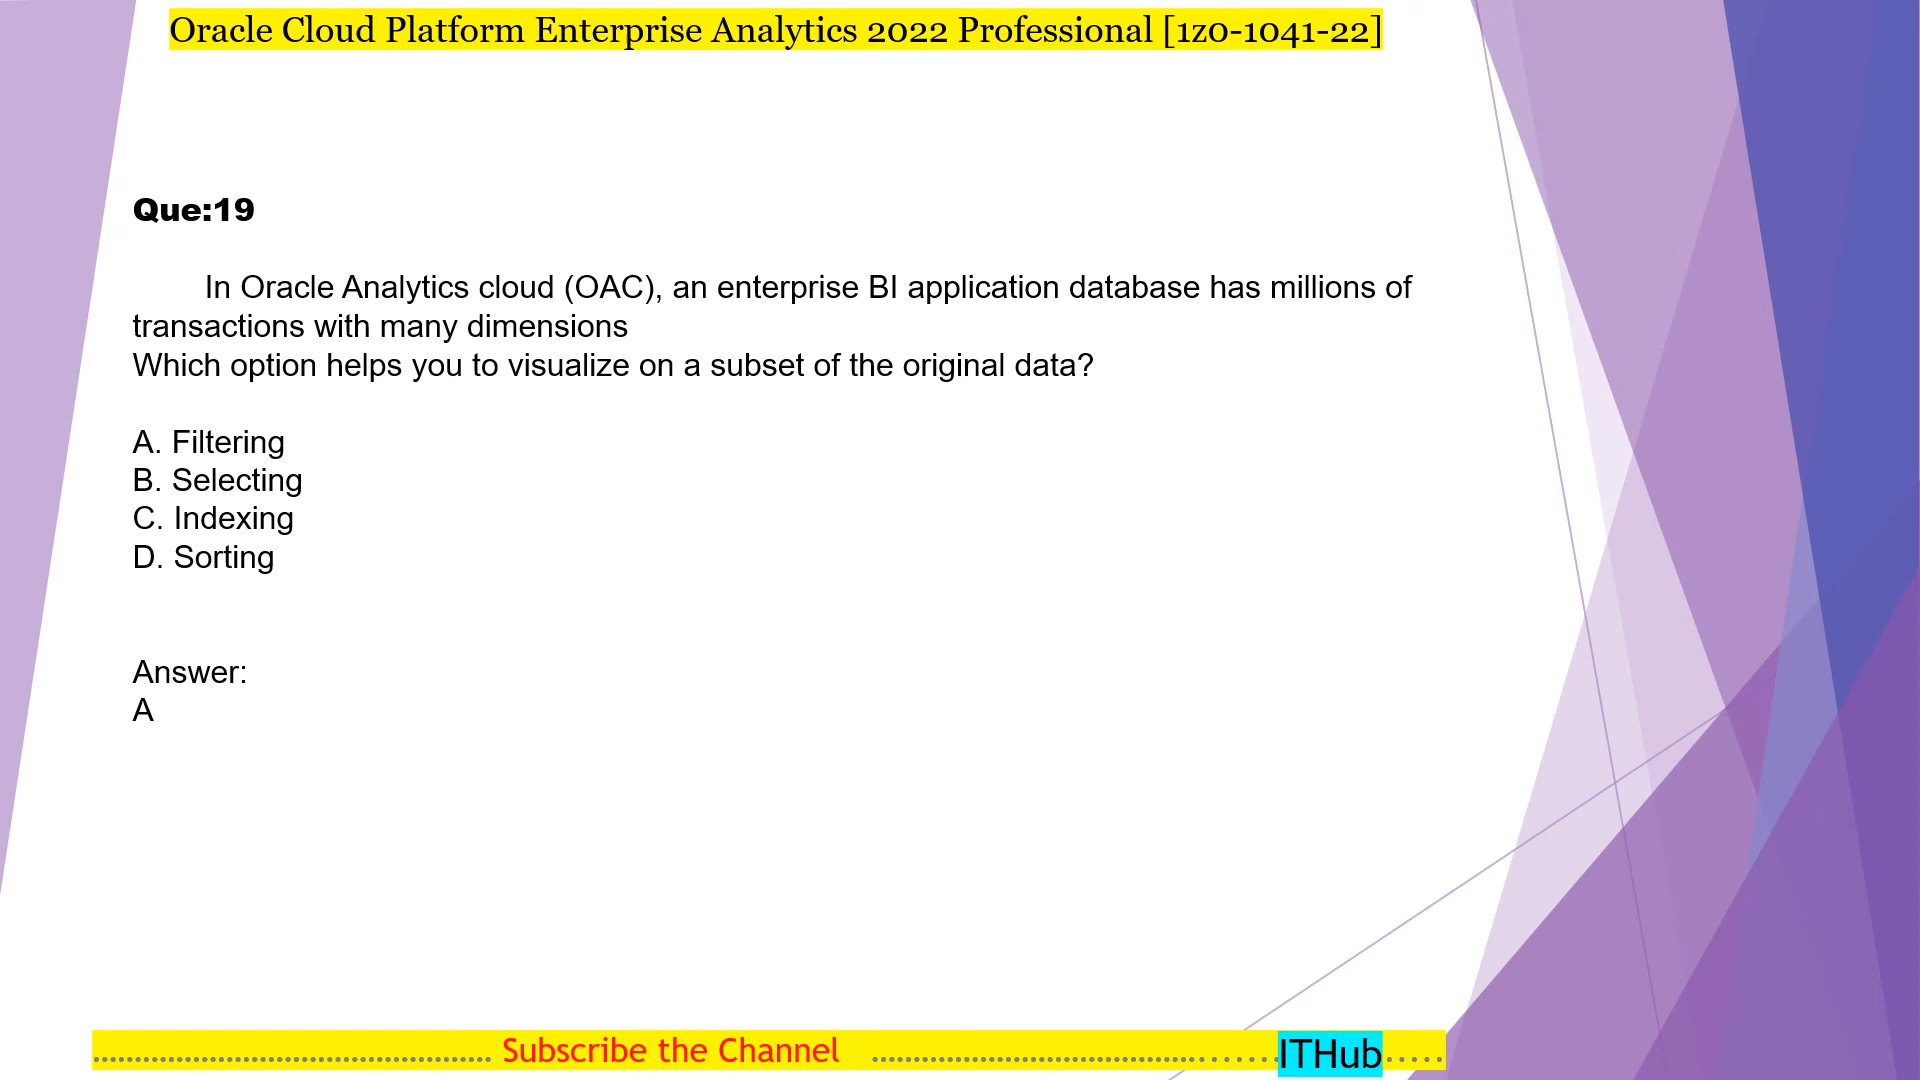 Oracle Cloud Platform Enterprise Analytics 2022 Professional [1z0-1041-22]
Que:19
In Oracle Analytics cloud (OAC), an enterprise BI application database has millions of
transactions with many dimensions
Which option helps you to visualize on a subset of the original data?
A. Filtering
B. Selecting
C. Indexing
D. Sorting
Answer:
A
Subscribe the Channel ITHub